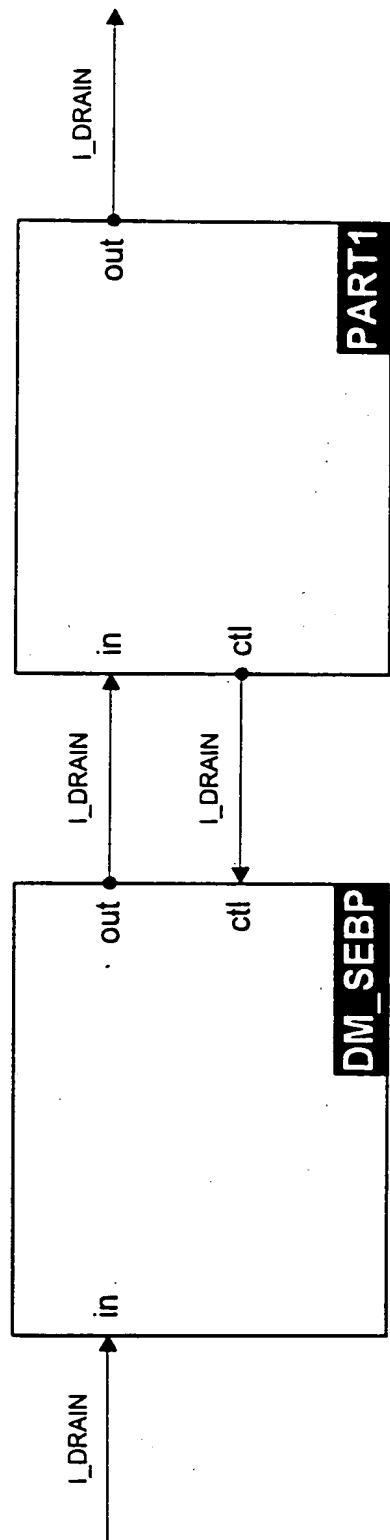 I_DRAIN
in
out
ctl
DM_SEBP
I_DRAIN
I_DRAIN
in
ctl
out
PART1
I_DRAIN